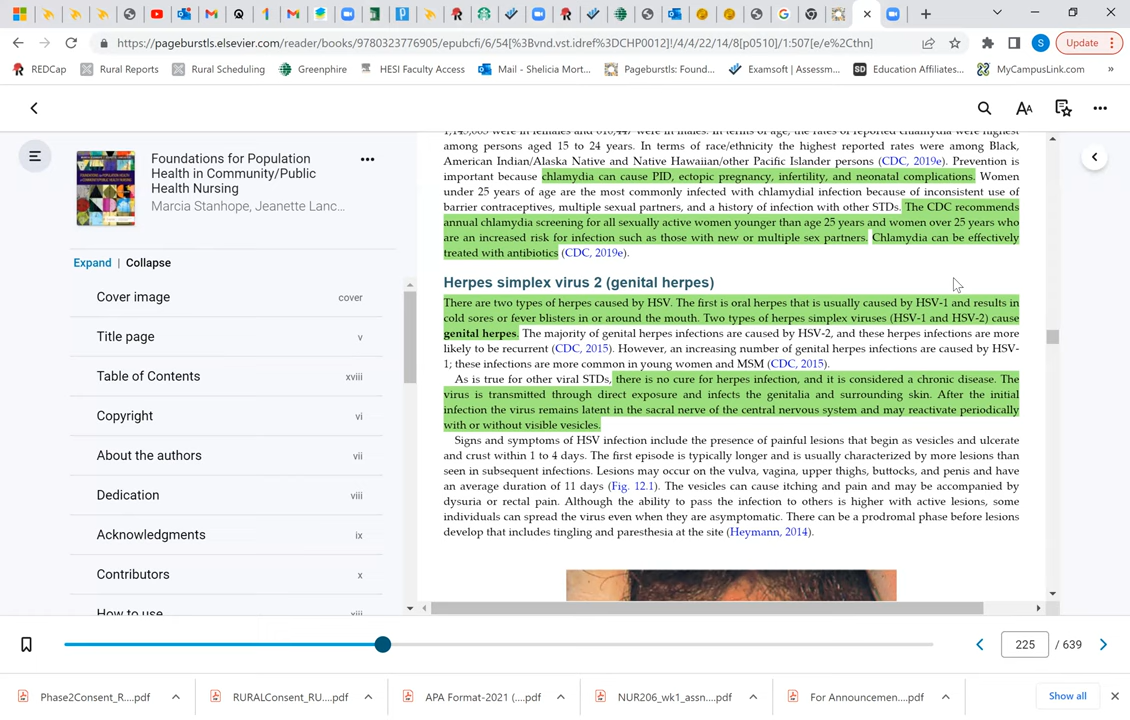 https://pageburstls.elsevier.com/reader/books/9780323776905/epubcfi/6/54[%3Bvnd.vst.idref%3DCHP0012]!/4/4/22/14/8[p0510]/1:507[e/e%2Cthn]
S
Update
REDCap
Rural Reports
Rural Scheduling
Greenphire
HESI Faculty Access
Mail - Shelicia Mort...
Pageburstls: Found...
Examsoft | Assessm...
SD Education Affiliates...
MyCampusLink.com
»
AA
Foundations for Population
Health in Community/Public
Health Nursing
Marcia Stanhope, Jeanette Lanc...
Expand | Collapse
Cover image cover
Title page v
Table of Contents xviii
Copyright vi
About the authors vii
Dedication viii
Acknowledgments ix
Contributors x
How to use xiii
were in females and were in males. In terms of age, the rates of reported chlamydia were highest
among persons aged 15 to 24 years. In terms of race/ethnicity the highest reported rates were among Black,
American Indian/Alaska Native and Native Hawaiian/other Pacific Islander persons (CDC, 2019e). Prevention is
important because chlamydia can cause PID, ectopic pregnancy, infertility, and neonatal complications. Women
under 25 years of age are the most commonly infected with chlamydial infection because of inconsistent use of
barrier contraceptives, multiple sexual partners, and a history of infection with other STDs. The CDC recommends
annual chlamydia screening for all sexually active women younger than age 25 years and women over 25 years who
are an increased risk for infection such as those with new or multiple sex partners. Chlamydia can be effectively
treated with antibiotics (CDC, 2019e).
Herpes simplex virus 2 (genital herpes)
There are two types of herpes caused by HSV. The first is oral herpes that is usually caused by HSV-1 and results in
cold sores or fever blisters in or around the mouth. Two types of herpes simplex viruses (HSV-1 and HSV-2) cause
genital herpes. The majority of genital herpes infections are caused by HSV-2, and these herpes infections are more
likely to be recurrent (CDC, 2015). However, an increasing number of genital herpes infections are caused by HSV-
1; these infections are more common in young women and MSM (CDC, 2015).
As is true for other viral STDs, there is no cure for herpes infection, and it is considered a chronic disease. The
virus is transmitted through direct exposure and infects the genitalia and surrounding skin. After the initial
infection the virus remains latent in the sacral nerve of the central nervous system and may reactivate periodically
with or without visible vesicles.
Signs and symptoms of HSV infection include the presence of painful lesions that begin as vesicles and ulcerate
and crust within 1 to 4 days. The first episode is typically longer and is usually characterized by more lesions than
seen in subsequent infections. Lesions may occur on the vulva, vagina, upper thighs, buttocks, and penis and have
an average duration of 11 days (Fig. 12.1). The vesicles can cause itching and pain and may be accompanied by
dysuria or rectal pain. Although the ability to pass the infection to others is higher with active lesions, some
individuals can spread the virus even when they are asymptomatic. There can be a prodromal phase before lesions
develop that includes tingling and paresthesia at the site (Heymann, 2014).
225 / 639
Phase2Consent_R....pdf
RURALConsent_RU....pdf
APA Format-2021 (....pdf
NUR206_wk1_assn....pdf
For Announcemen....pdf
Show all